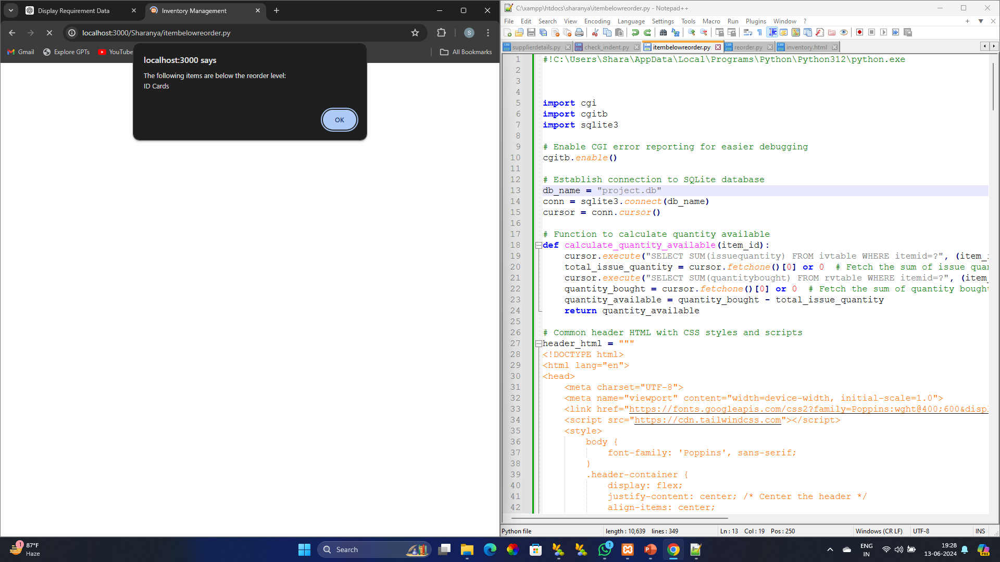 Display Requirement Data
Inventory Management
localhost:3000/Sharanya/itembelowreorder.py
S
Gmail
Explore GPTs
YouTube
All Bookmarks
localhost:3000 says
The following items are below the reorder level:
ID Cards
OK
C:\xampp\htdocs\sharanya\itembelowreorder.py - Notepad++
File Edit Search View Encoding Language Settings Tools Macro Run Plugins Window ?
supplierdetails.py check_indent.py itembelowreorder.py reorder.py inventory.html
1 #!C:\Users\Shara\AppData\Local\Programs\Python\Python312\python.exe
2
3
4
5 import cgi
6 import cgitb
7 import sqlite3
8
9 # Enable CGI error reporting for easier debugging
10 cgitb.enable()
11
12 # Establish connection to SQLite database
13 db_name = "project.db"
14 conn = sqlite3.connect(db_name)
15 cursor = conn.cursor()
16
17 # Function to calculate quantity available
18 def calculate_quantity_available(item_id):
19 cursor.execute("SELECT SUM(issuequantity) FROM ivtable WHERE itemid=?", (item_
20 total_issue_quantity = cursor.fetchone()[0] or 0 # Fetch the sum of issue qua
21 cursor.execute("SELECT SUM(quantitybought) FROM rvtable WHERE itemid=?", (item_
22 quantity_bought = cursor.fetchone()[0] or 0 # Fetch the sum of quantity bought
23 quantity_available = quantity_bought - total_issue_quantity
24 return quantity_available
25
26 # Common header HTML with CSS styles and scripts
27 header_html = """
28 <!DOCTYPE html>
29 <html lang="en">
30 <head>
31 <meta charset="UTF-8">
32 <meta name="viewport" content="width=device-width, initial-scale=1.0">
33 <link href="https://fonts.googleapis.com/css2?family=Poppins:wght@400;600&disp
34 <script src="https://cdn.tailwindcss.com"></script>
35 <style>
36 body {
37 font-family: 'Poppins', sans-serif;
38 }
39 .header-container {
40 display: flex;
41 justify-content: center; /* Center the header */
42 align-items: center;
Python file length : 10,639 lines : 349 Ln : 13 Col : 19 Pos : 250 Windows (CR LF) UTF-8 INS
1
87°F
Haze
Search
1
ENG
IN
19:28
13-06-2024
PRE